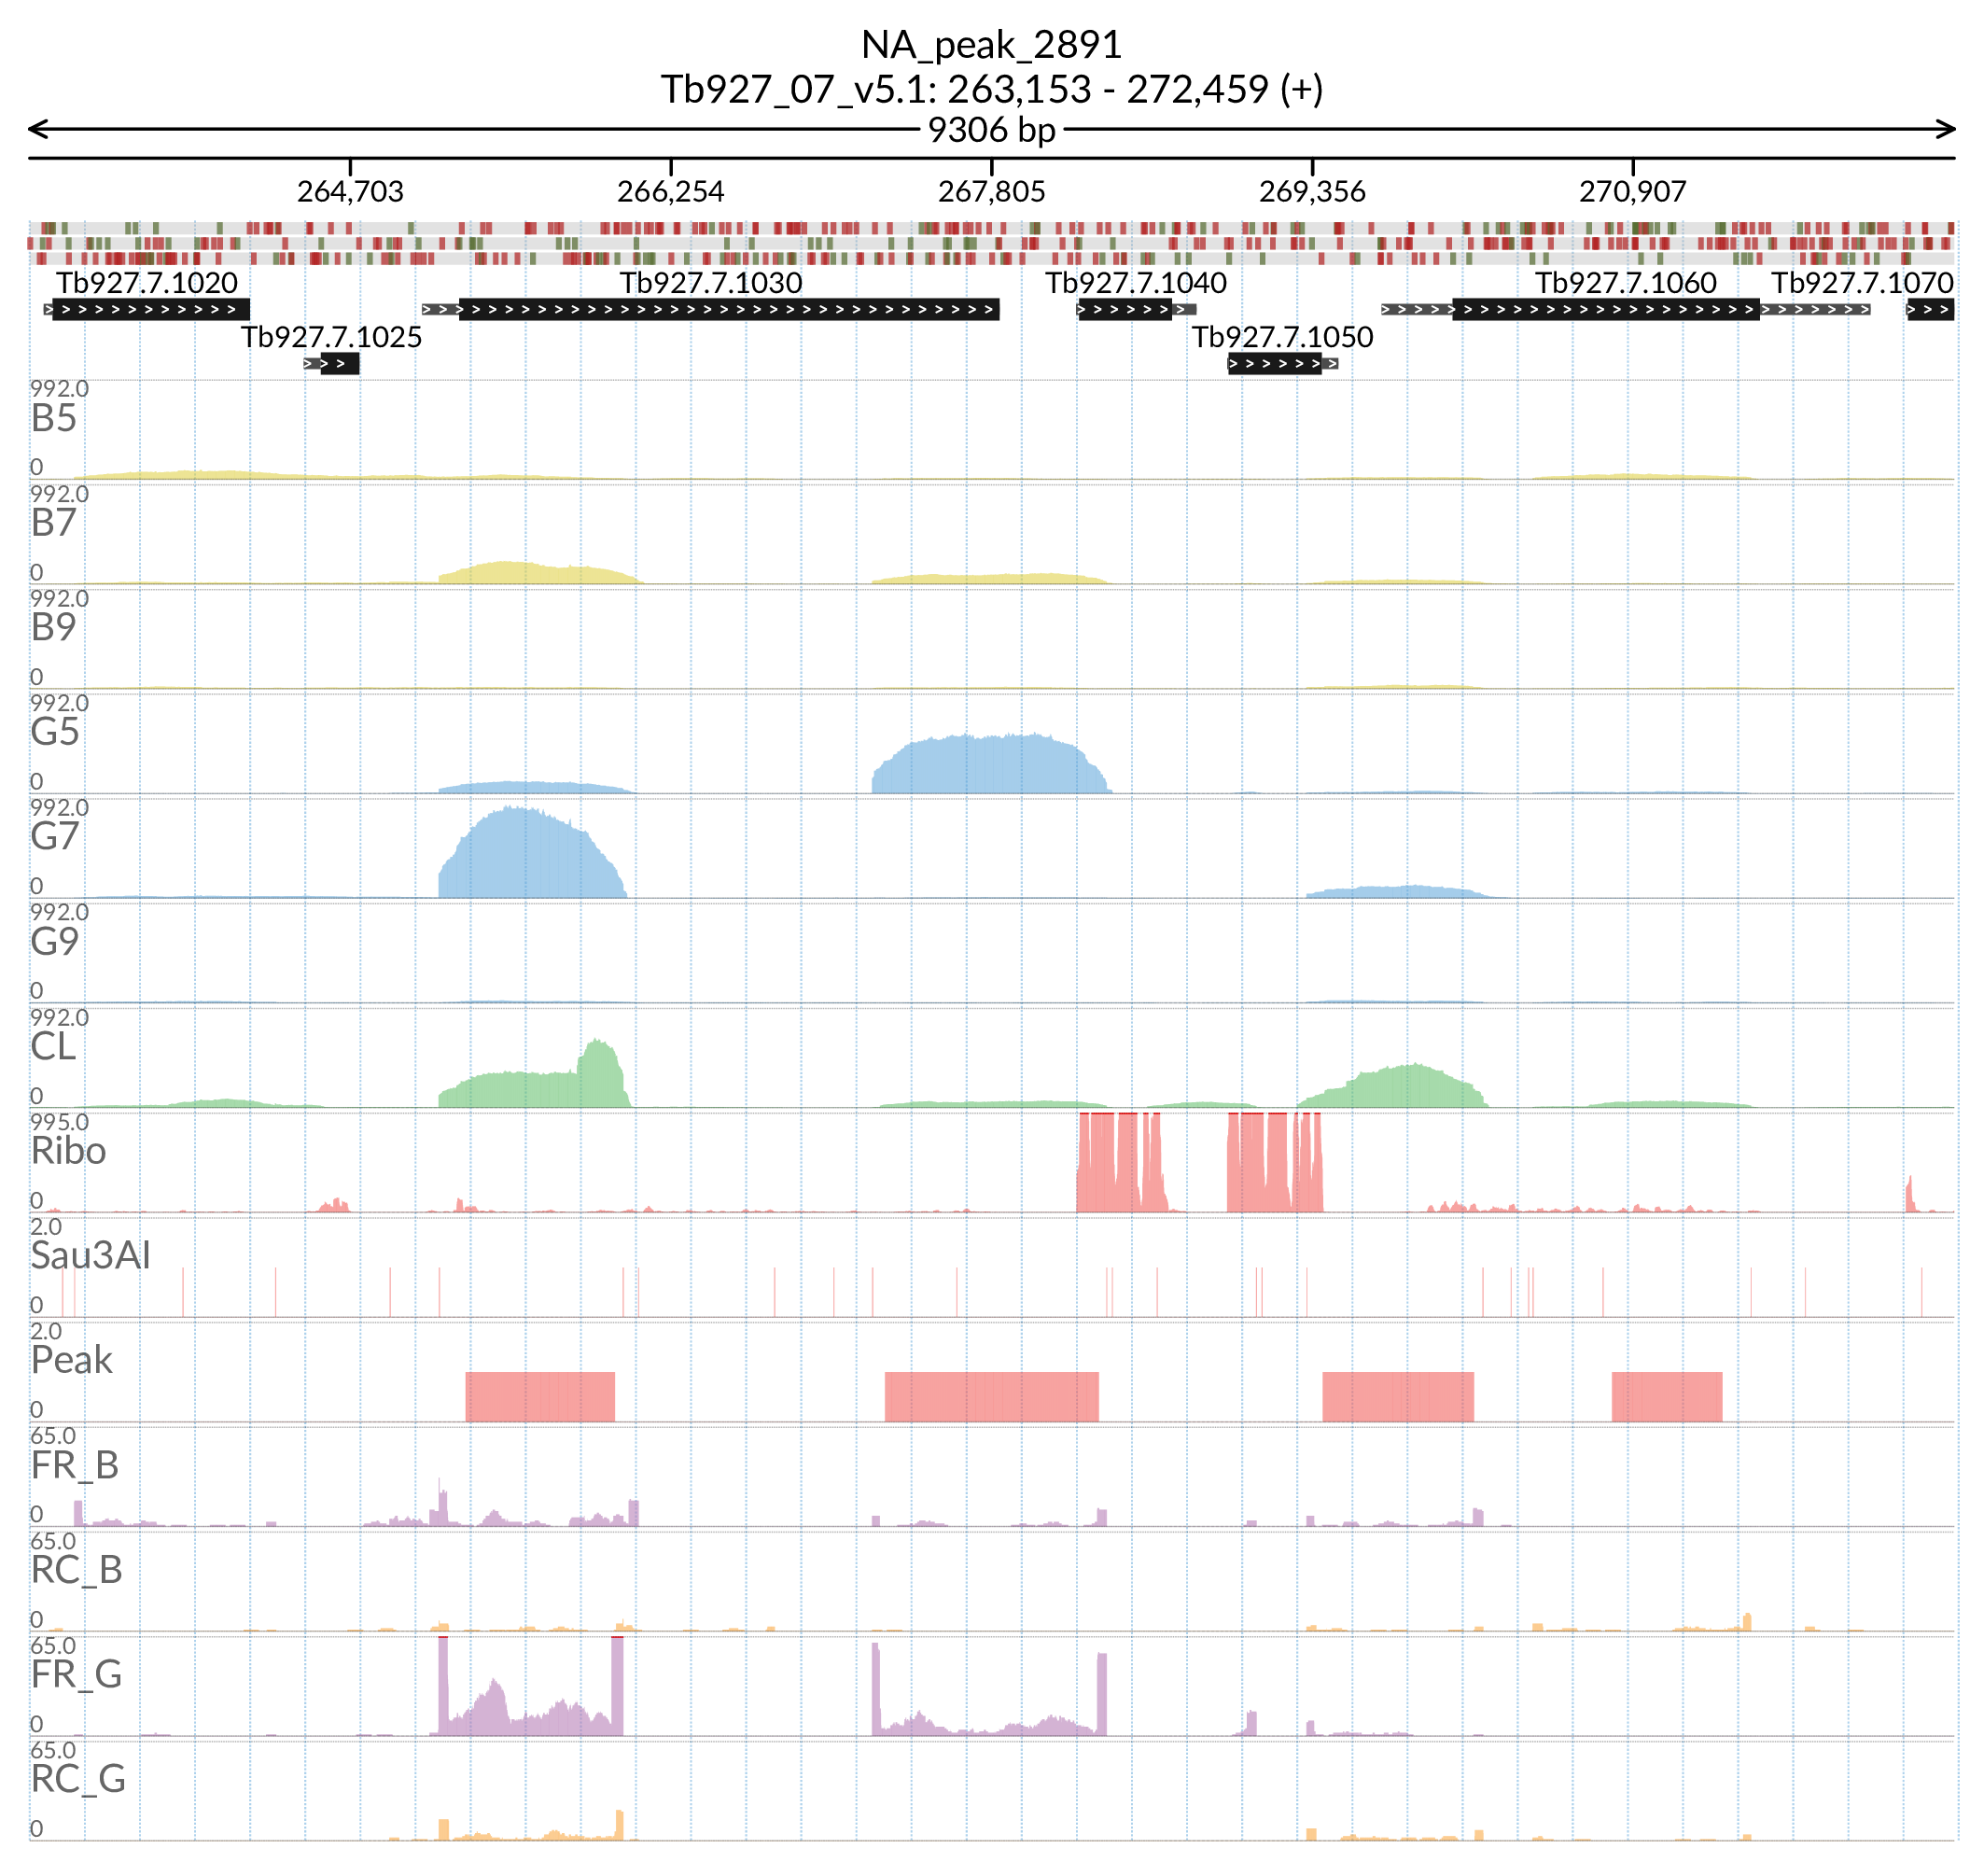 NA_peak_2891
Tb927_07_v5.1: 263,153 - 272,459 (+)
9306 bp
264,703 266,254 267,805 269,356 270,907
Tb927.7.1020 Tb927.7.1030 Tb927.7.1040 Tb927.7.1060 Tb927.7.1070
Tb927.7.1025 Tb927.7.1050
992.0
B5
0
992.0
B7
0
992.0
B9
0
992.0
G5
0
992.0
G7
0
992.0
G9
0
992.0
CL
0
995.0
Ribo
0
2.0
Sau3AI
0
2.0
Peak
0
65.0
FR_B
0
65.0
RC_B
0
65.0
FR_G
0
65.0
RC_G
0